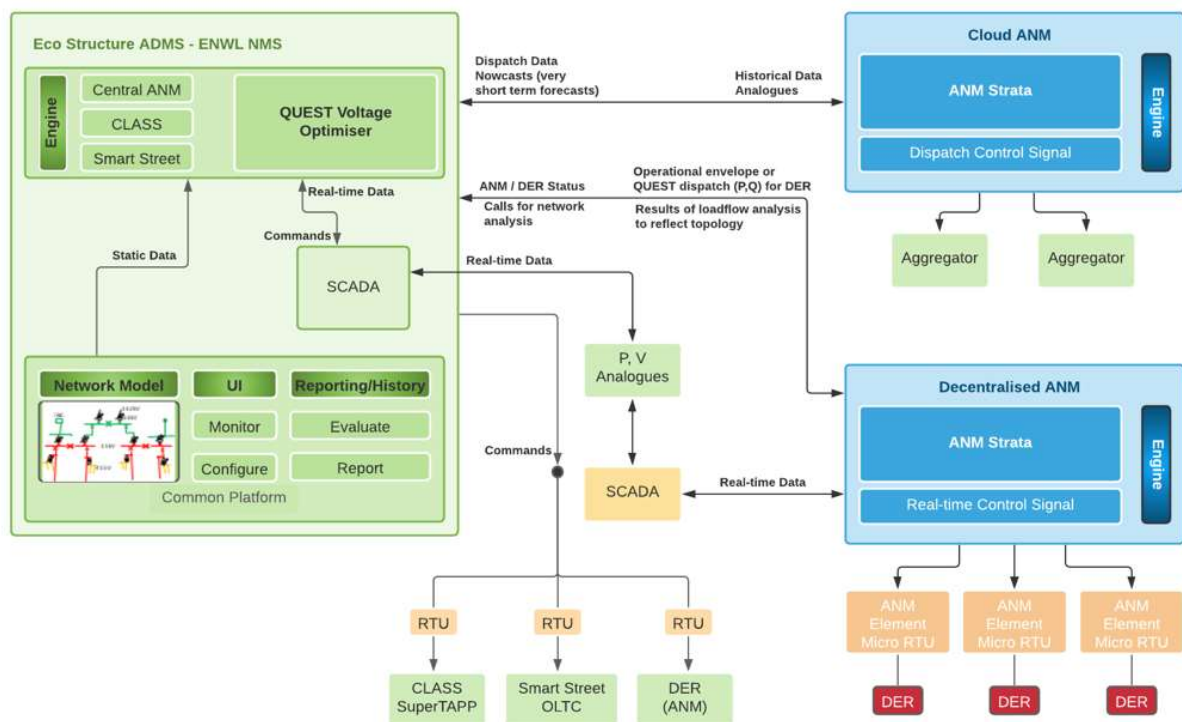 Eco Structure ADMS - ENWL NMS
Engine
Central ANM
CLASS
Smart Street
QUEST Voltage
Optimiser
Real-time Data
Commands
Static Data
SCADA
Network Model
UI
Reporting/History
Monitor
Evaluate
Configure
Report
Common Platform
Dispatch Data
Nowcasts (very
short term forecasts)
Historical Data
Analogues
ANM / DER Status
Calls for network
analysis
Operational envelope or
QUEST dispatch (P,Q) for DER
Results of loadflow analysis
to reflect topology
Real-time Data
P, V
Analogues
Commands
SCADA
Real-time Data
RTU
RTU
RTU
CLASS
SuperTAPP
Smart Street
OLTC
DER
(ANM)
Cloud ANM
ANM Strata
Engine
Dispatch Control Signal
Aggregator
Aggregator
Decentralised ANM
ANM Strata
Engine
Real-time Control Signal
ANM
Element
Micro RTU
ANM
Element
Micro RTU
ANM
Element
Micro RTU
DER
DER
DER